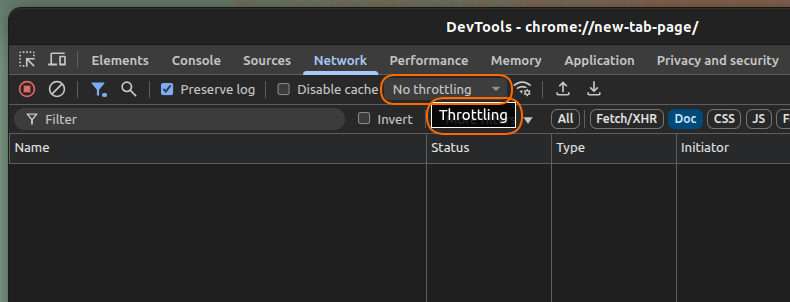 DevTools - chrome://new-tab-page/
Elements Console Sources Network Performance Memory Application Privacy and security
Preserve log Disable cache No throttling
Filter Invert Throttling All Fetch/XHR Doc CSS JS
Name Status Type Initiator